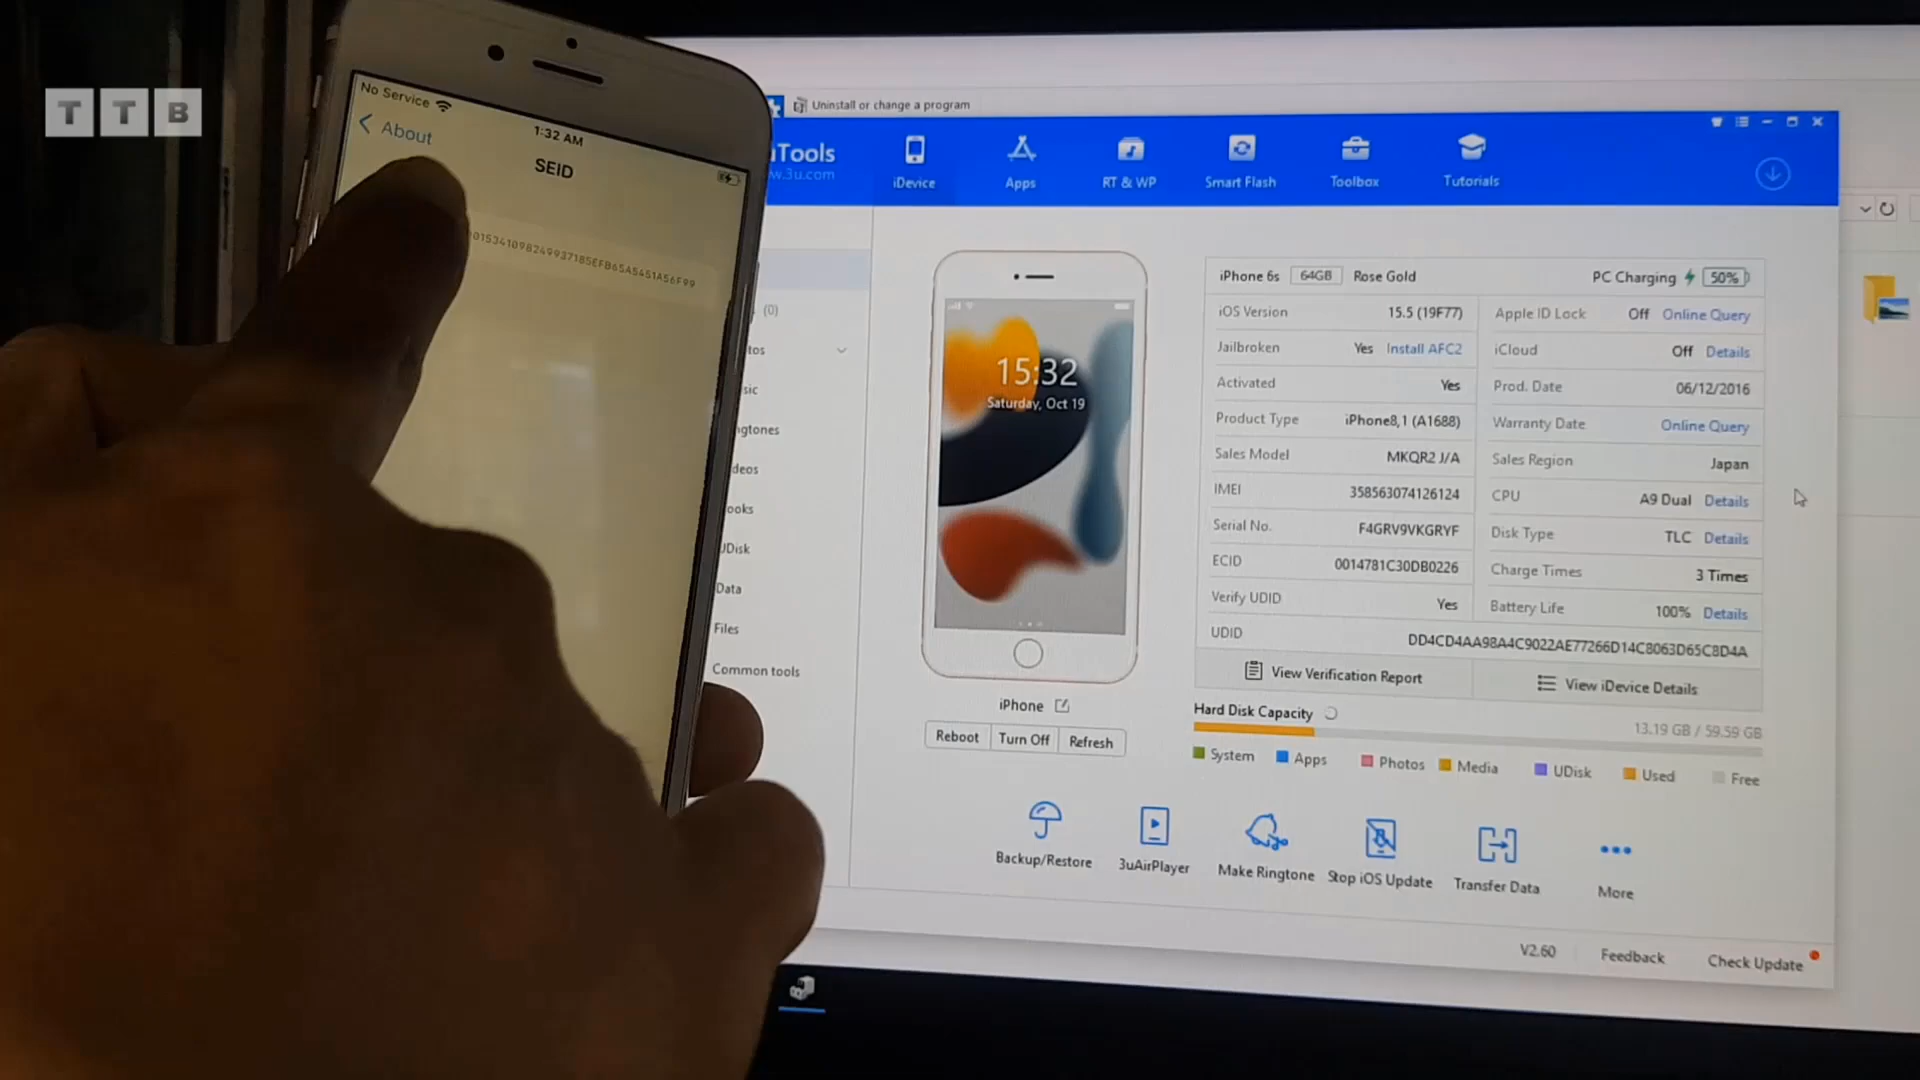 TTB
No Service
1:32 AM
About
SEID
Uninstall or change a program
iDevice
Apps
RT & WP
Smart Flash
Toolbox
Tutorials
(0)
Data
Files
Common tools
15:32
Saturday, Oct 19
iPhone
Reboot
Turn Off
Refresh
iPhone 6s 64GB Rose Gold
PC Charging 50%
iOS Version 15.5 (19F77)
Apple ID Lock Off Online Query
Jailbroken Yes Install AFC2
iCloud Off Details
Activated Yes
Prod. Date 06/12/2016
Product Type iPhone8,1 (A1688)
Warranty Date Online Query
Sales Model MKQR2 J/A
Sales Region Japan
IMEI 358563074126124
CPU A9 Dual Details
Serial No. F4GRV9VKGRYF
Disk Type TLC Details
ECID 0014781C30DB0226
Charge Times 3 Times
Verify UDID Yes
Battery Life 100% Details
UDID DD4CD4AA98A4C9022AE77266D14C8063D65C8D4A
View Verification Report
View iDevice Details
Hard Disk Capacity
13.19 GB / 59.59 GB
System Apps Photos Media UDisk Used Free
Backup/Restore
3uAirPlayer
Make Ringtone
Stop iOS Update
Transfer Data
More
V2.60
Feedback
Check Update